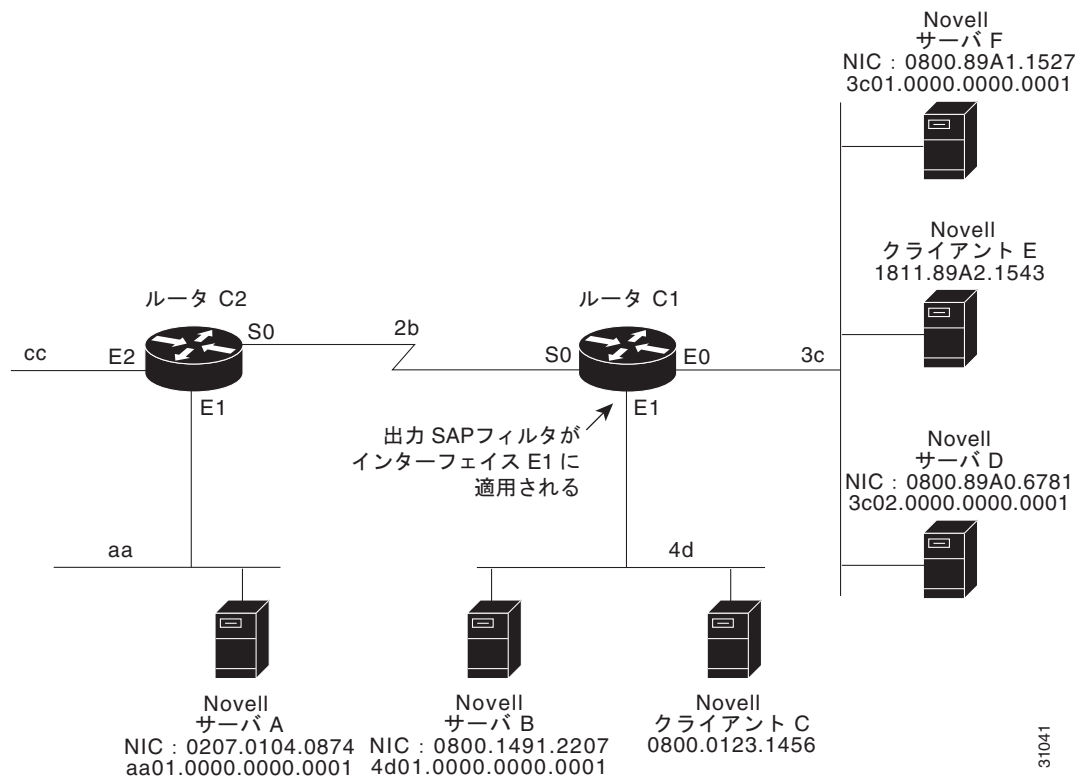 Novell
サーバ F
NIC：0800.89A1.1527
3c01.0000.0000.0001
Novell
クライアント E
1811.89A2.1543
ルータ C2
ルータ C1
S0
2b
cc
E2
S0
E0
3c
E1
E1
出力 SAPフィルタが
インターフェイス E1 に
適用される
Novell
サーバ D
NIC：0800.89A0.6781
3c02.0000.0000.0001
aa
4d
Novell
サーバ A
NIC：0207.0104.0874
aa01.0000.0000.0001
Novell
サーバ B
NIC：0800.1491.2207
4d01.0000.0000.0001
Novell
クライアント C
0800.0123.1456
31041